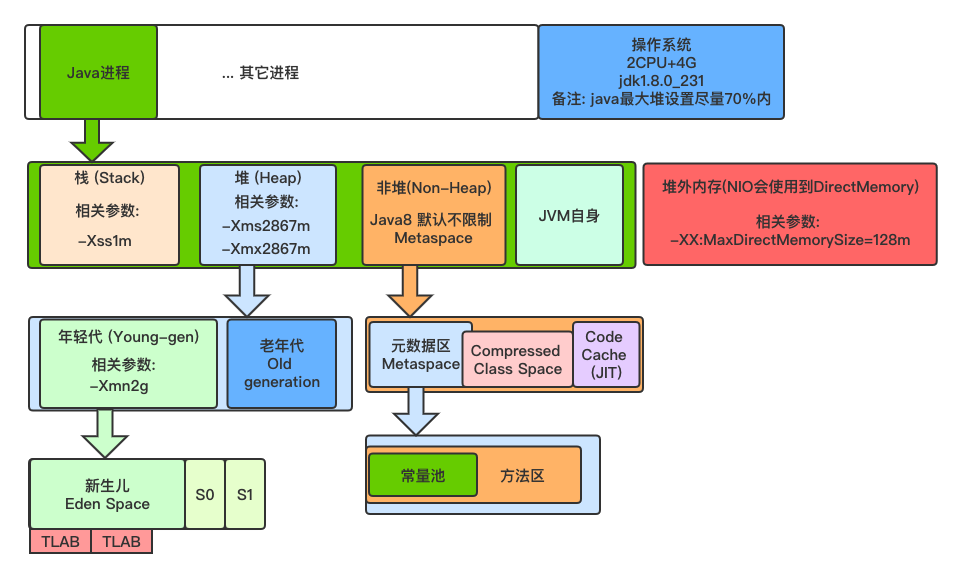 Java进程
... 其它进程
操作系统
2CPU+4G
jdk1.8.0_231
备注: java最大堆设置尽量70%内
栈 (Stack)
相关参数:
-Xss1m
堆 (Heap)
相关参数:
-Xms2867m
-Xmx2867m
非堆(Non-Heap)
Java8 默认不限制
Metaspace
JVM自身
堆外内存(NIO会使用到DirectMemory)
相关参数:
-XX:MaxDirectMemorySize=128m
年轻代 (Young-gen)
相关参数:
-Xmn2g
老年代
Old
generation
元数据区
Metaspace
Compressed
Class Space
Code
Cache
(JIT)
新生儿
Eden Space
S0
S1
TLAB
TLAB
常量池
方法区